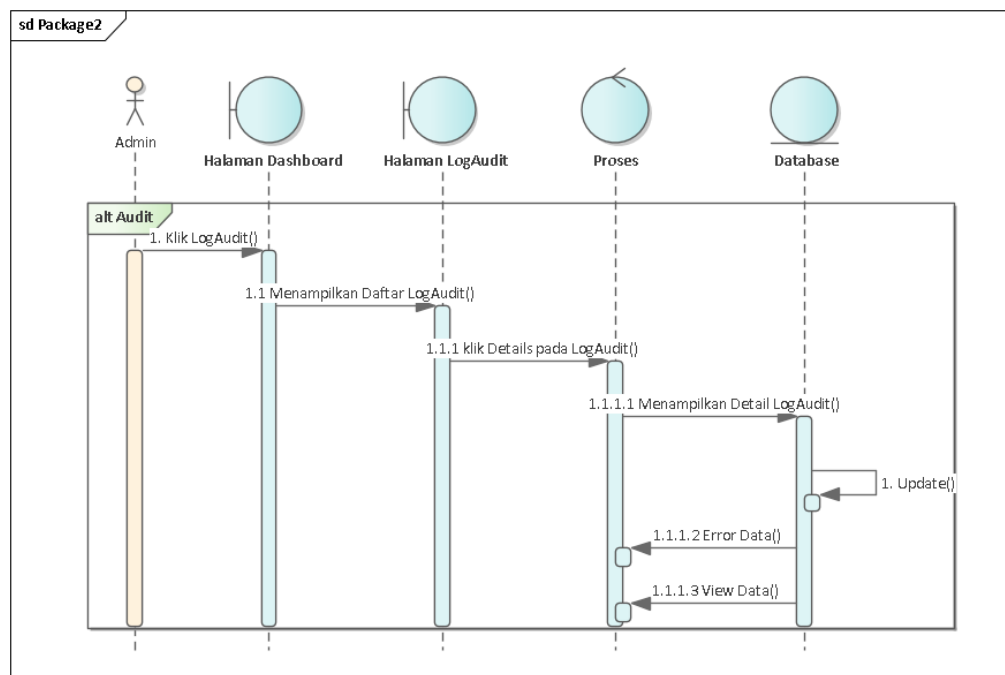 sd Package2
Admin
Halaman Dashboard
Halaman LogAudit
Proses
Database
alt Audit
1. Klik LogAudit()
1.1 Menampilkan Daftar LogAudit()
1.1.1 klik Details pada LogAudit()
1.1.1.1 Menampilkan Detail LogAudit()
1. Update()
1.1.1.2 Error Data()
1.1.1.3 View Data()